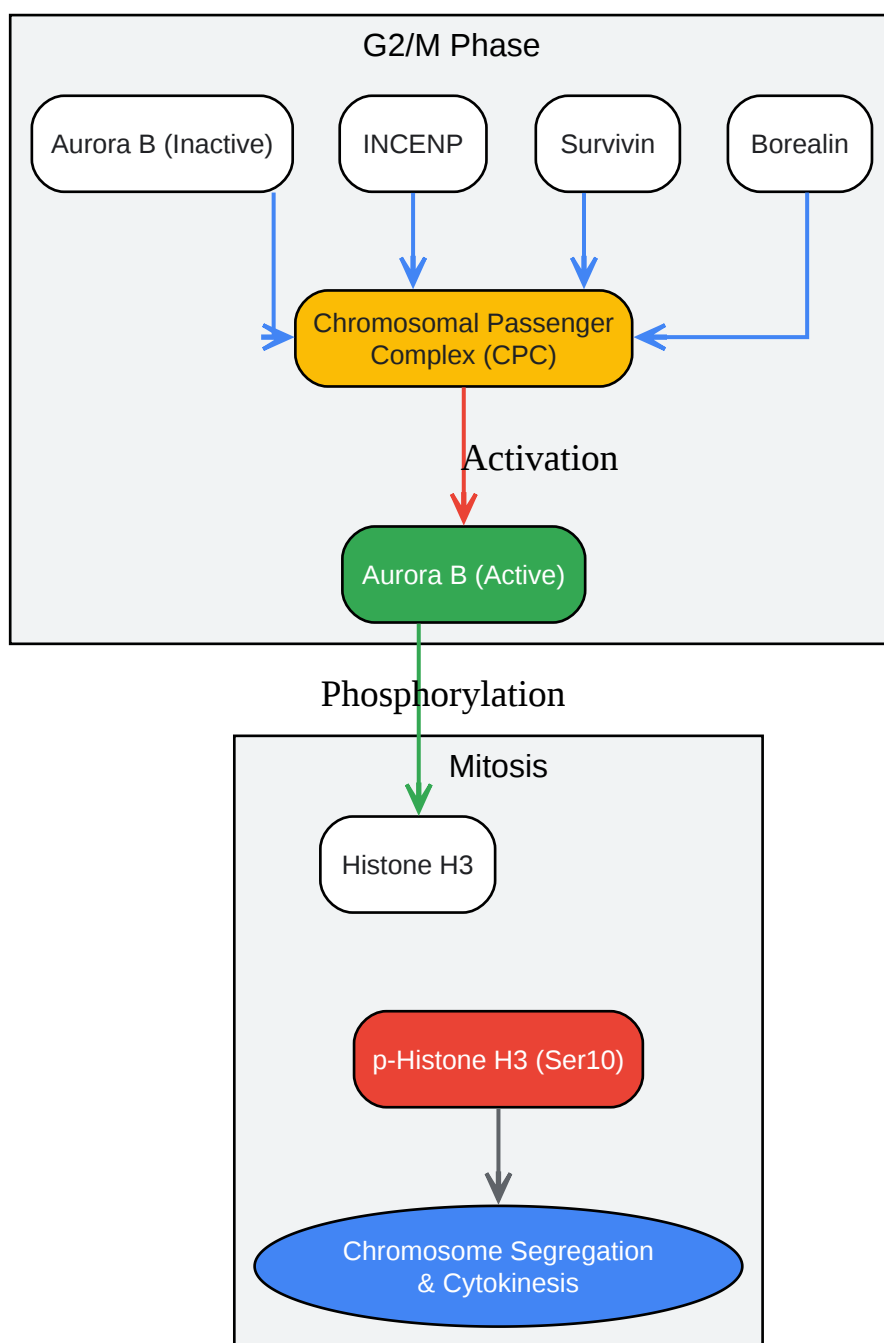 G2/M Phase
Aurora B (Inactive)
INCENP
Survivin
Borealin
Chromosomal Passenger
Complex (CPC)
Activation
Aurora B (Active)
Phosphorylation
Mitosis
Histone H3
p-Histone H3 (Ser10)
Chromosome Segregation
& Cytokinesis